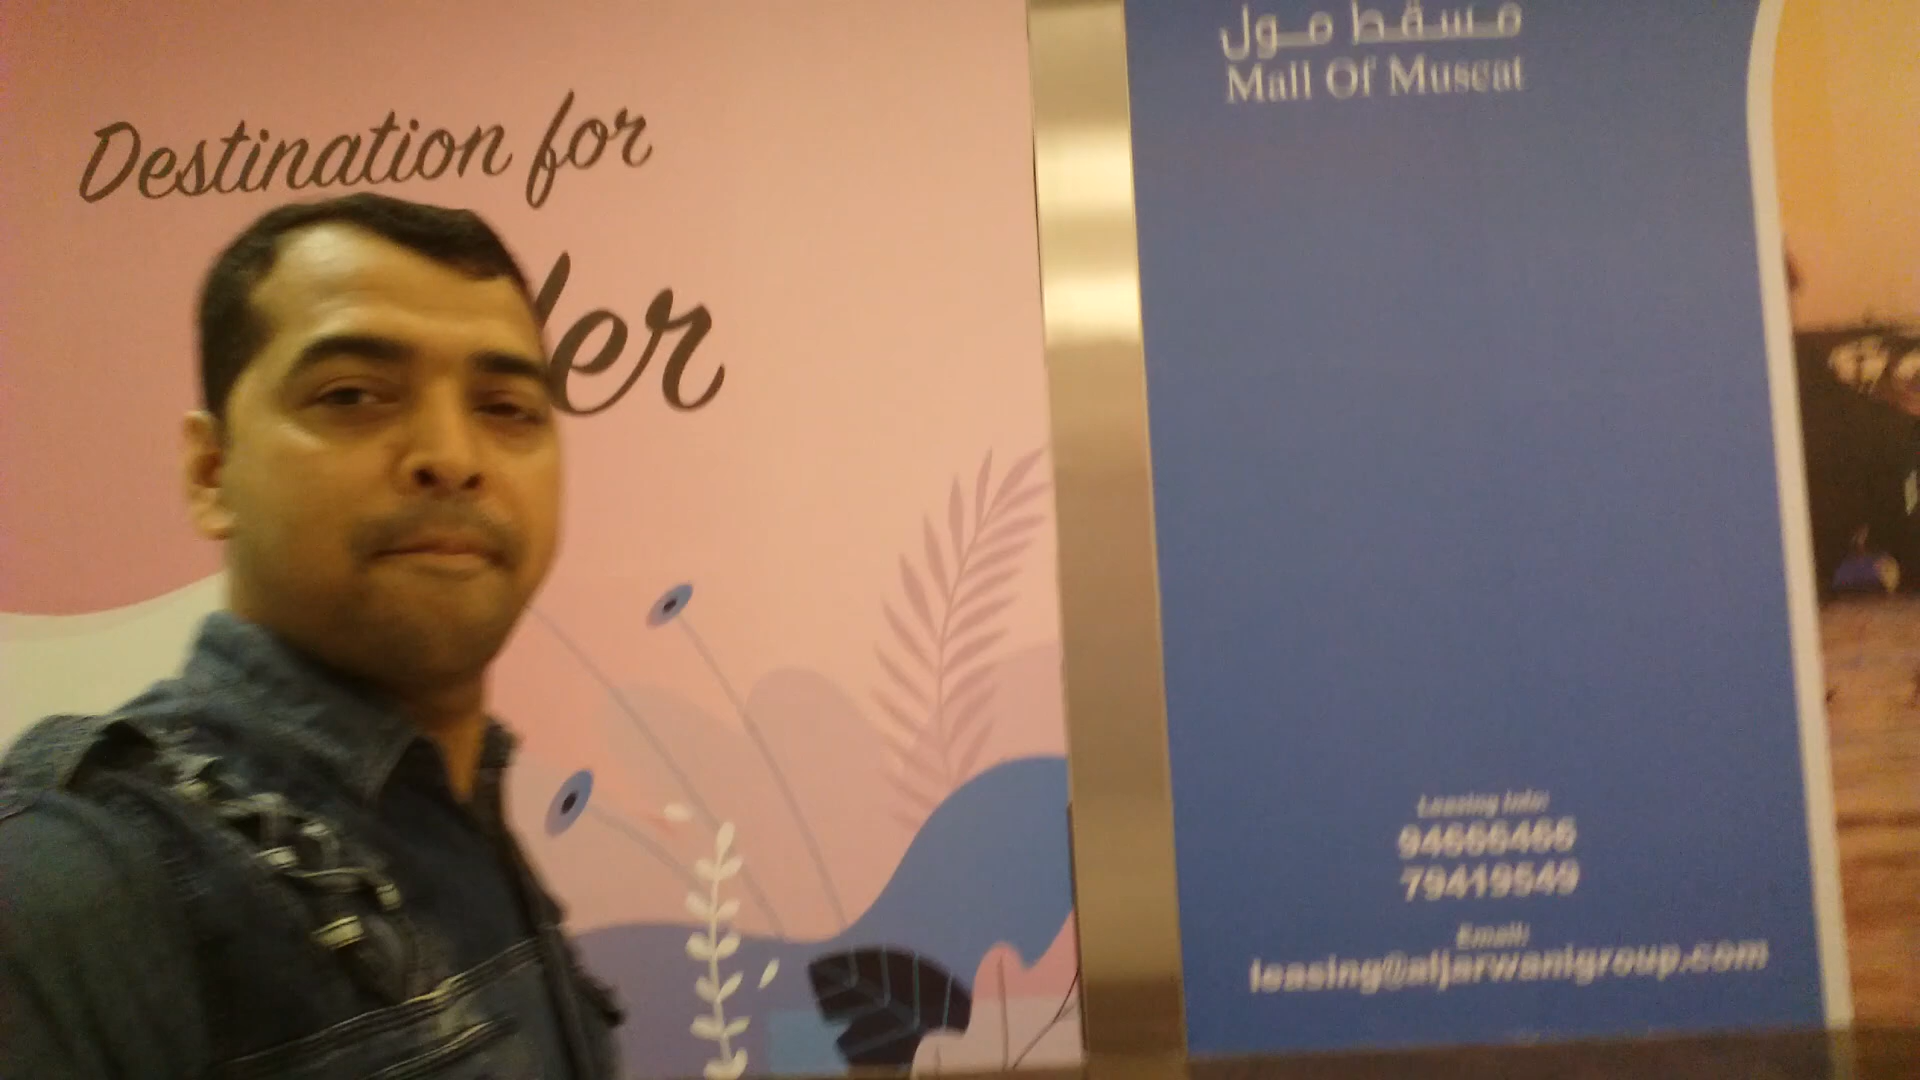 Destination for
مسقط مول
Mall Of Muscat
Leasing Info:
94666466
79419549
Email:
leasing@aljarwanigroup.com